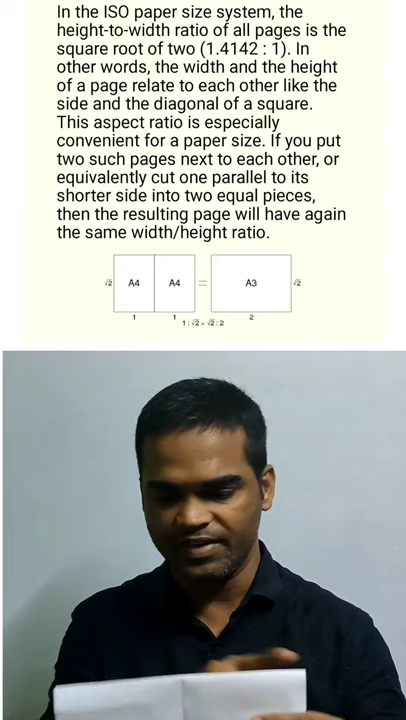 In the ISO paper size system, the
height-to-width ratio of all pages is the
square root of two (1.4142 : 1). In
other words, the width and the height
of a page relate to each other like the
side and the diagonal of a square.
This aspect ratio is especially
convenient for a paper size. If you put
two such pages next to each other, or
equivalently cut one parallel to its
shorter side into two equal pieces,
then the resulting page will have again
the same width/height ratio.
√2 A4 A4 = A3 √2
1 1 2
1 : √2 = √2 : 2